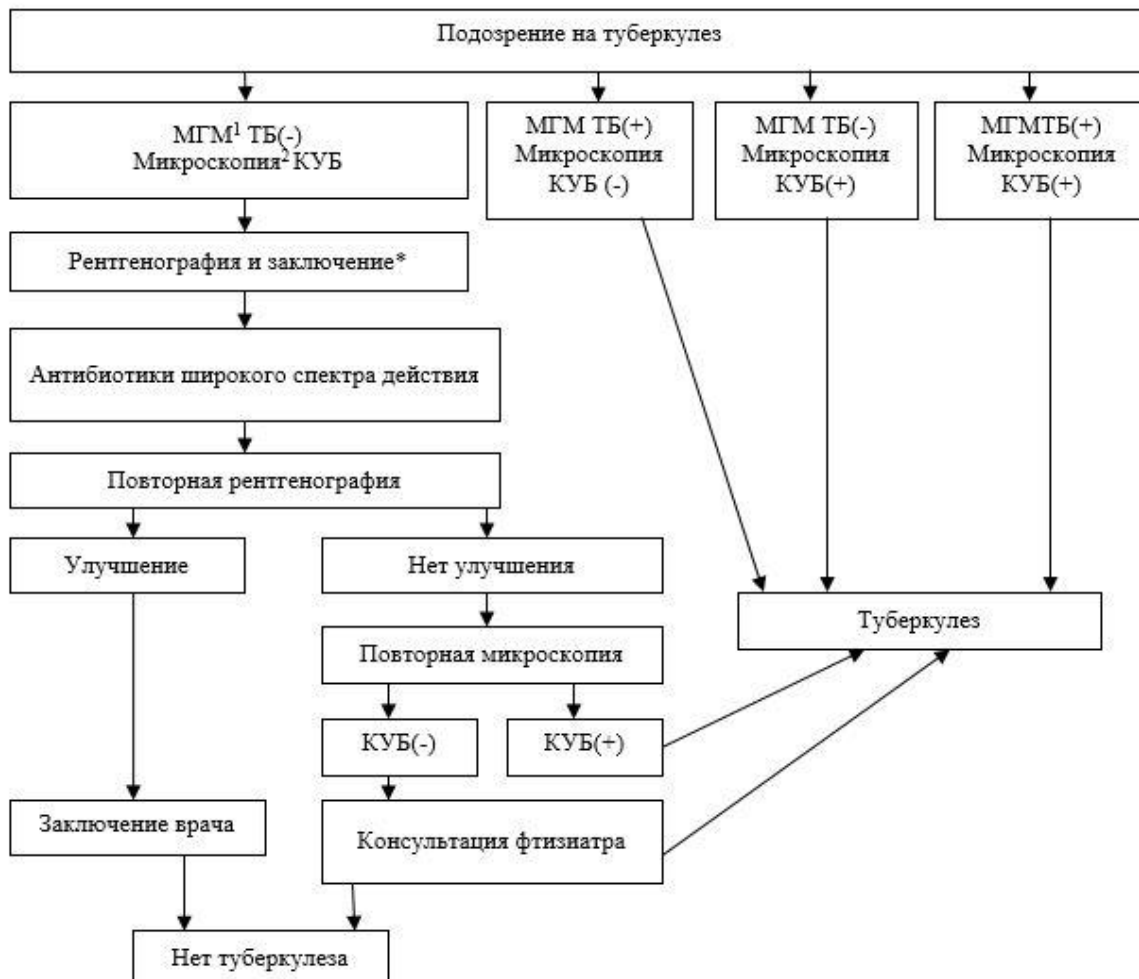 Подозрение на туберкулез
МГМ¹ ТБ(-)
Микроскопия² КУБ
МГМ ТБ(+)
Микроскопия
КУБ (-)
МГМ ТБ(-)
Микроскопия
КУБ(+)
МГМТБ(+)
Микроскопия
КУБ(+)
Рентгенография и заключение*
Антибиотики широкого спектра действия
Повторная рентгенография
Улучшение
Нет улучшения
Туберкулез
Повторная микроскопия
КУБ(-)
КУБ(+)
Заключение врача
Консультация фтизиатра
Нет туберкулеза